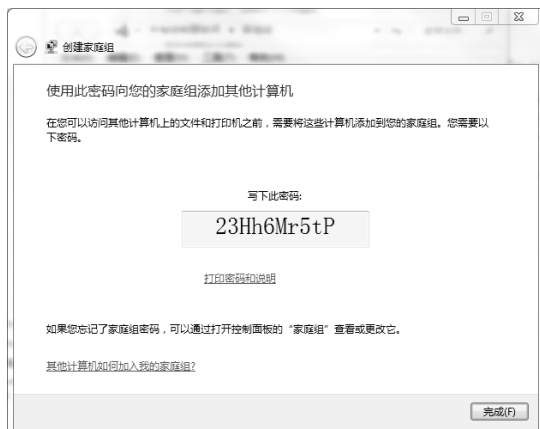 创建家庭组
使用此密码向您的家庭组添加其他计算机
在您可以访问其他计算机上的文件和打印机之前，需要将这些计算机添加到您的家庭组。您需要以
下密码。
写下此密码:
23Hh6Mr5tP
打印密码和说明
如果您忘记了家庭组密码，可以通过打开控制面板的“家庭组”查看或更改它。
其他计算机如何加入我的家庭组?
完成(F)